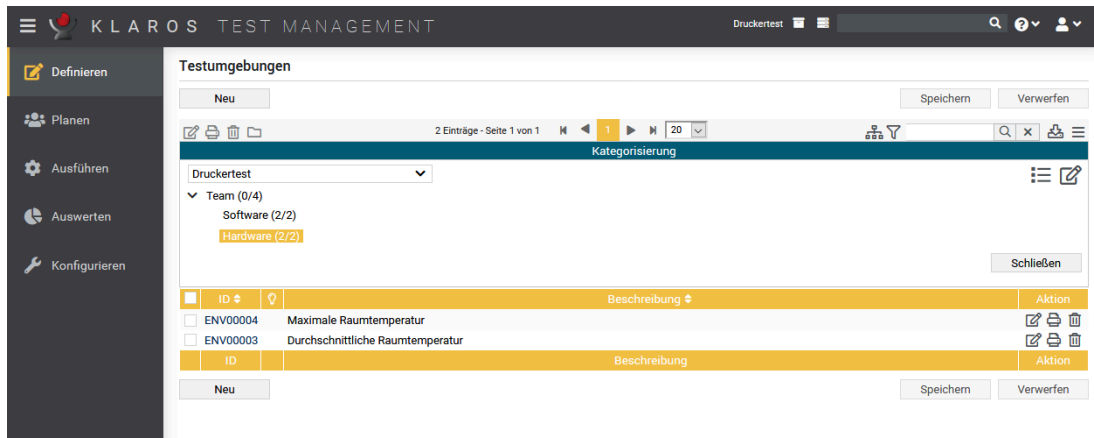 KLAROS TEST MANAGEMENT
Druckertest
Definieren
Planen
Ausführen
Auswerten
Konfigurieren
Testumgebungen
Neu
Speichern
Verwerfen
2 Einträge - Seite 1 von 1
1
20
Kategorisierung
Druckertest
Team (0/4)
Software (2/2)
Hardware (2/2)
Schließen
ID
Beschreibung
Aktion
ENV00004 Maximale Raumtemperatur
ENV00003 Durchschnittliche Raumtemperatur
ID
Beschreibung
Aktion
Neu
Speichern
Verwerfen